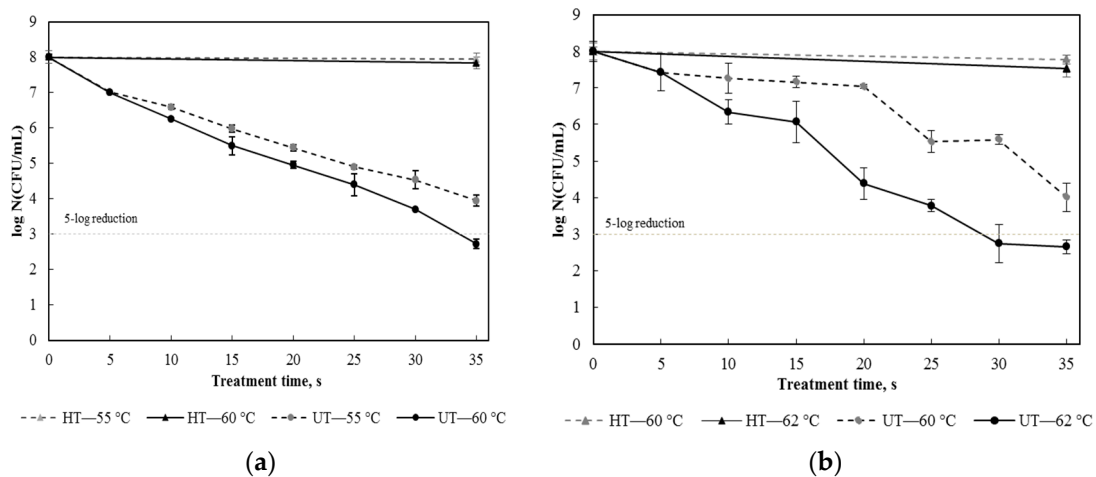 9
8
7
6
5
4
3
2
1
0
log N(CFU/mL)
5-log reduction
0 5 10 15 20 25 30 35
Treatment time, s
HT—55 °C HT—60 °C UT—55 °C UT—60 °C
(a)
9
8
7
6
5
4
3
2
1
0
log N(CFU/mL)
5-log reduction
0 5 10 15 20 25 30 35
Treatment time, s
HT—60 °C HT—62 °C UT—60 °C UT—62 °C
(b)